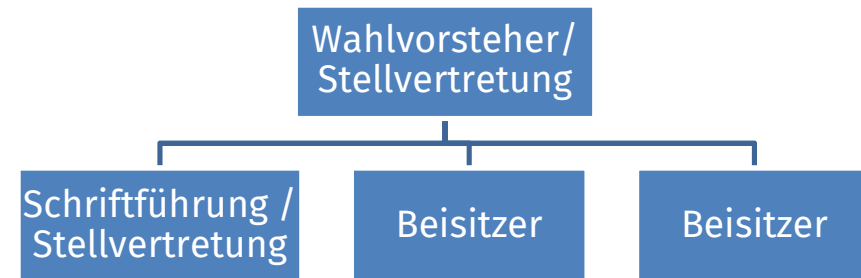 Wahlvorsteher/
Stellvertretung
Schriftführung /
Stellvertretung
Beisitzer
Beisitzer